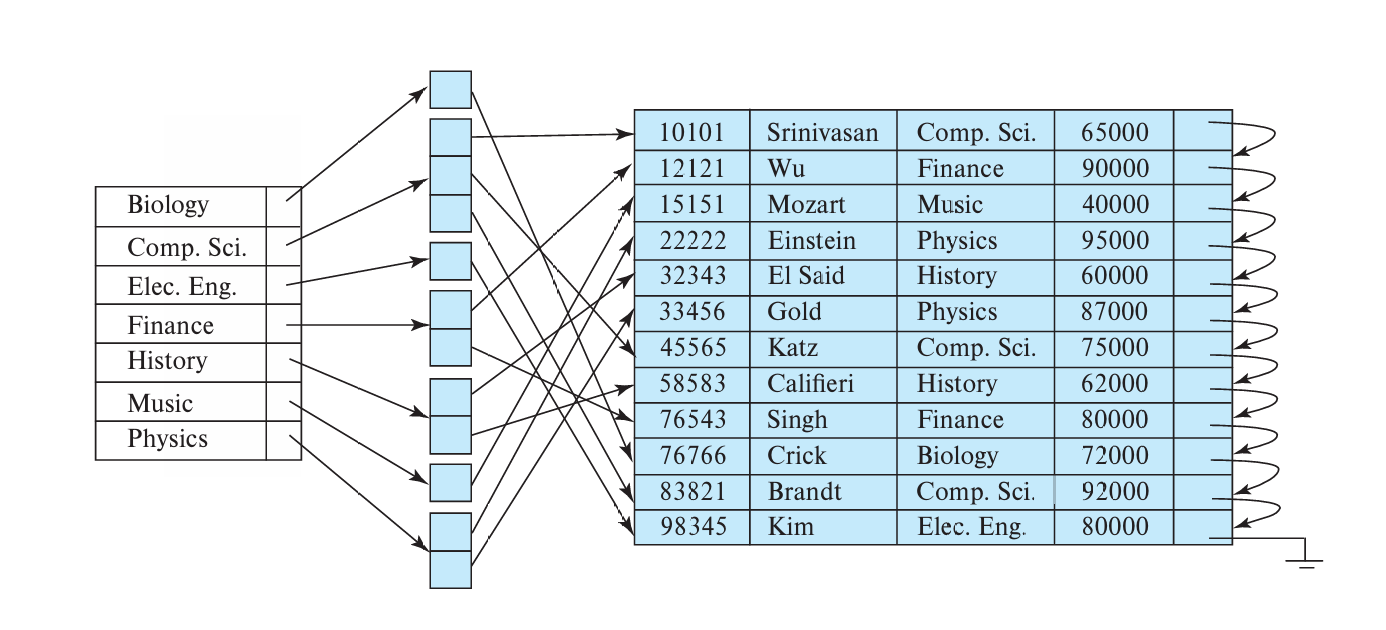 Biology
Comp. Sci.
Elec. Eng.
Finance
History
Music
Physics
10101 Srinivasan Comp. Sci. 65000
12121 Wu Finance 90000
15151 Mozart Music 40000
22222 Einstein Physics 95000
32343 El Said History 60000
33456 Gold Physics 87000
45565 Katz Comp. Sci. 75000
58583 Califieri History 62000
76543 Singh Finance 80000
76766 Crick Biology 72000
83821 Brandt Comp. Sci. 92000
98345 Kim Elec. Eng. 80000